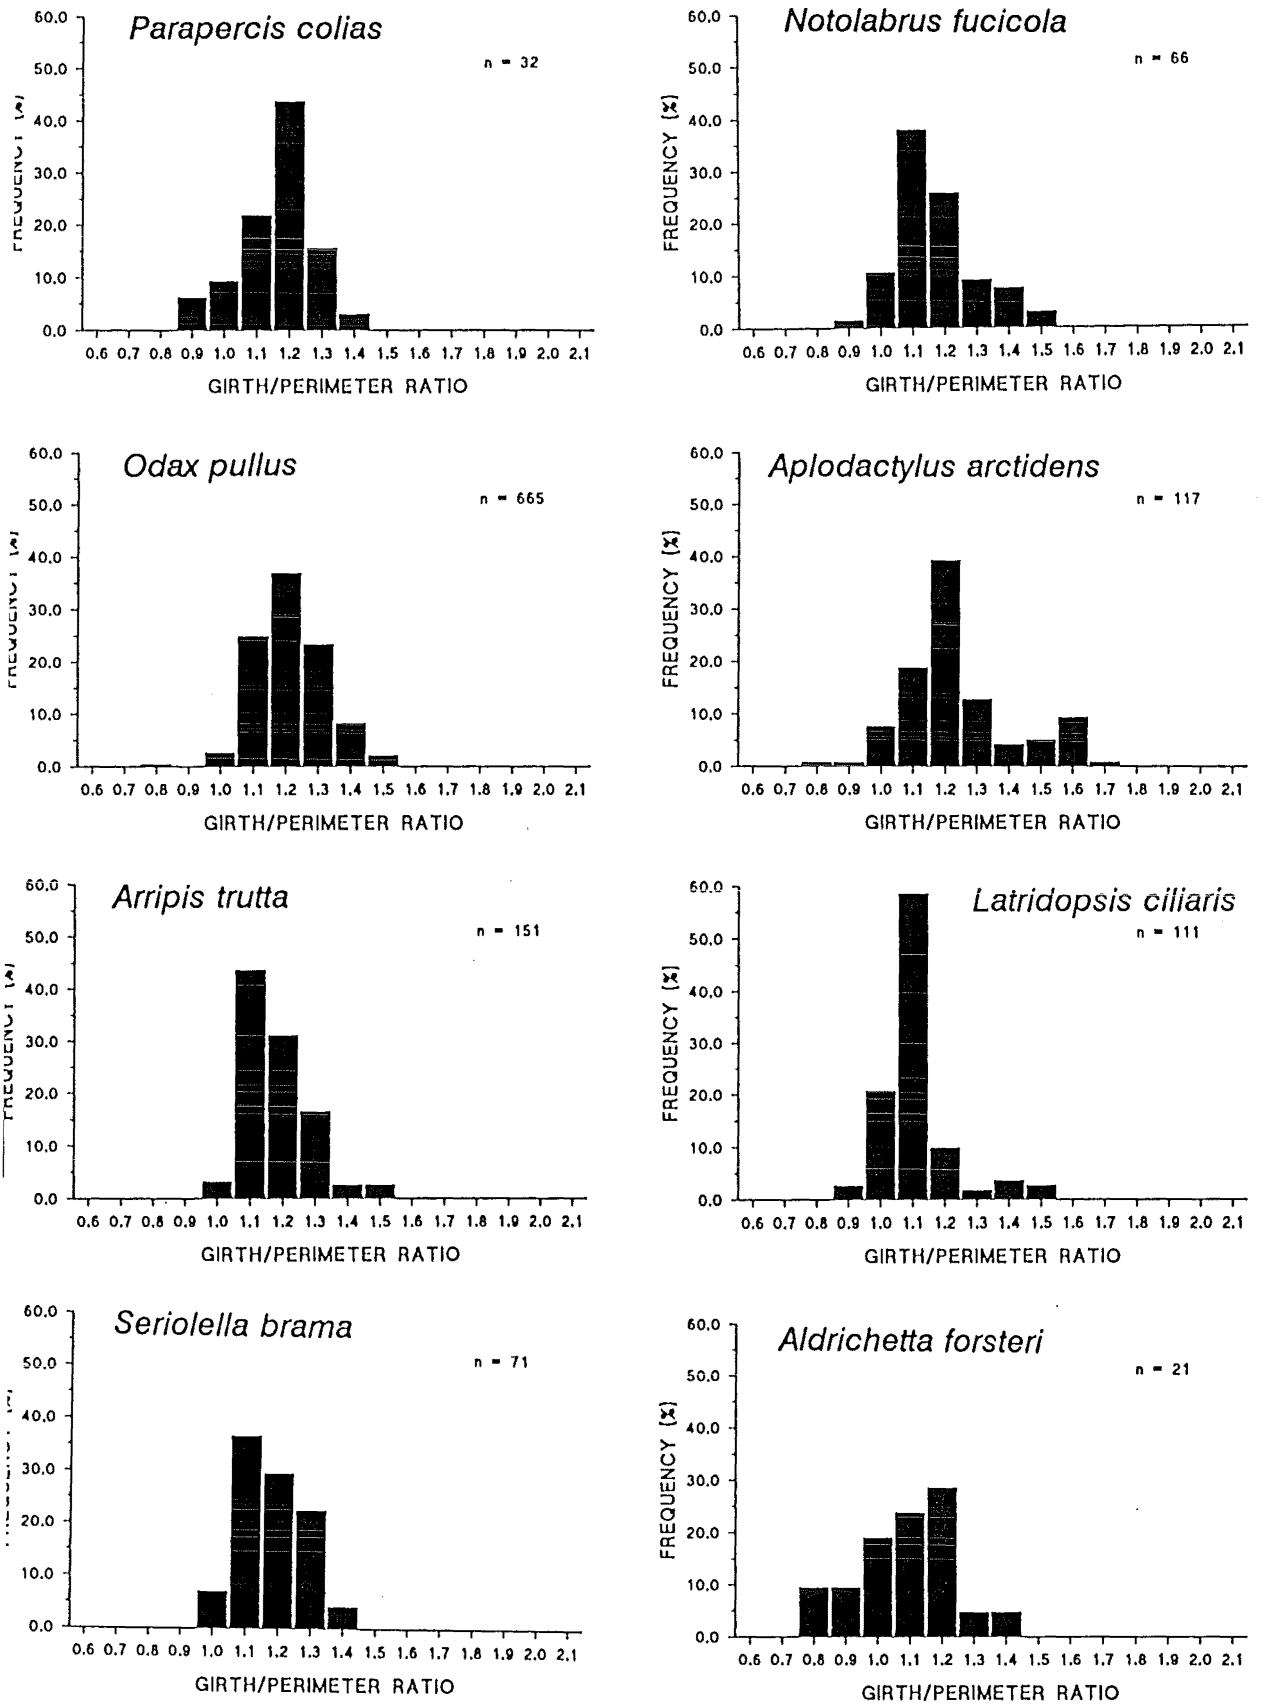 Parapercis colias
n = 32
60.0
50.0
40.0
30.0
20.0
10.0
0.0
FREQUENCY (%)
0.6 0.7 0.8 0.9 1.0 1.1 1.2 1.3 1.4 1.5 1.6 1.7 1.8 1.9 2.0 2.1
GIRTH/PERIMETER RATIO
Notolabrus fucicola
n = 66
60.0
50.0
40.0
30.0
20.0
10.0
0.0
FREQUENCY (%)
0.6 0.7 0.8 0.9 1.0 1.1 1.2 1.3 1.4 1.5 1.6 1.7 1.8 1.9 2.0 2.1
GIRTH/PERIMETER RATIO
Odax pullus
n = 665
60.0
50.0
40.0
30.0
20.0
10.0
0.0
FREQUENCY (%)
0.6 0.7 0.8 0.9 1.0 1.1 1.2 1.3 1.4 1.5 1.6 1.7 1.8 1.9 2.0 2.1
GIRTH/PERIMETER RATIO
Aplodactylus arctidens
n = 117
60.0
50.0
40.0
30.0
20.0
10.0
0.0
FREQUENCY (%)
0.6 0.7 0.8 0.9 1.0 1.1 1.2 1.3 1.4 1.5 1.6 1.7 1.8 1.9 2.0 2.1
GIRTH/PERIMETER RATIO
Arripis trutta
n = 151
60.0
50.0
40.0
30.0
20.0
10.0
0.0
FREQUENCY (%)
0.6 0.7 0.8 0.9 1.0 1.1 1.2 1.3 1.4 1.5 1.6 1.7 1.8 1.9 2.0 2.1
GIRTH/PERIMETER RATIO
Latridopsis ciliaris
n = 111
60.0
50.0
40.0
30.0
20.0
10.0
0.0
FREQUENCY (%)
0.6 0.7 0.8 0.9 1.0 1.1 1.2 1.3 1.4 1.5 1.6 1.7 1.8 1.9 2.0 2.1
GIRTH/PERIMETER RATIO
Seriolella brama
n = 71
60.0
50.0
40.0
30.0
20.0
10.0
0.0
0.6 0.7 0.8 0.9 1.0 1.1 1.2 1.3 1.4 1.5 1.6 1.7 1.8 1.9 2.0 2.1
GIRTH/PERIMETER RATIO
Aldrichetta forsteri
n = 21
60.0
50.0
40.0
30.0
20.0
10.0
0.0
FREQUENCY (%)
0.6 0.7 0.8 0.9 1.0 1.1 1.2 1.3 1.4 1.5 1.6 1.7 1.8 1.9 2.0 2.1
GIRTH/PERIMETER RATIO